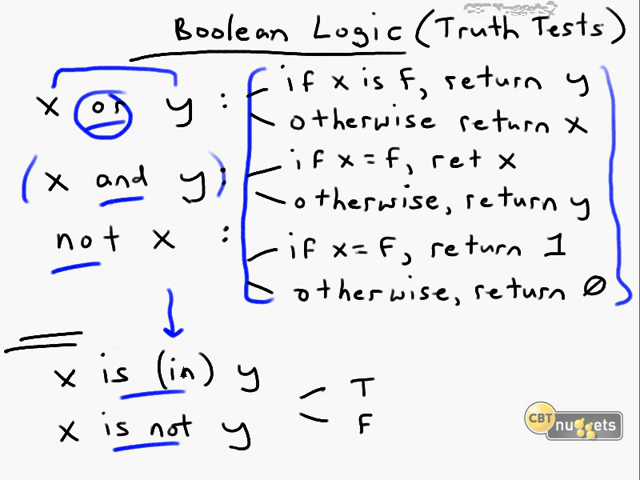 Boolean Logic (Truth Tests)
x or y : if x is F, return y
otherwise return x
(x and y) : if x = F, ret x
otherwise, return y
not x : if x = F, return 1
otherwise, return 0
x is (in) y
x is not y
T
F
CBT nuggets